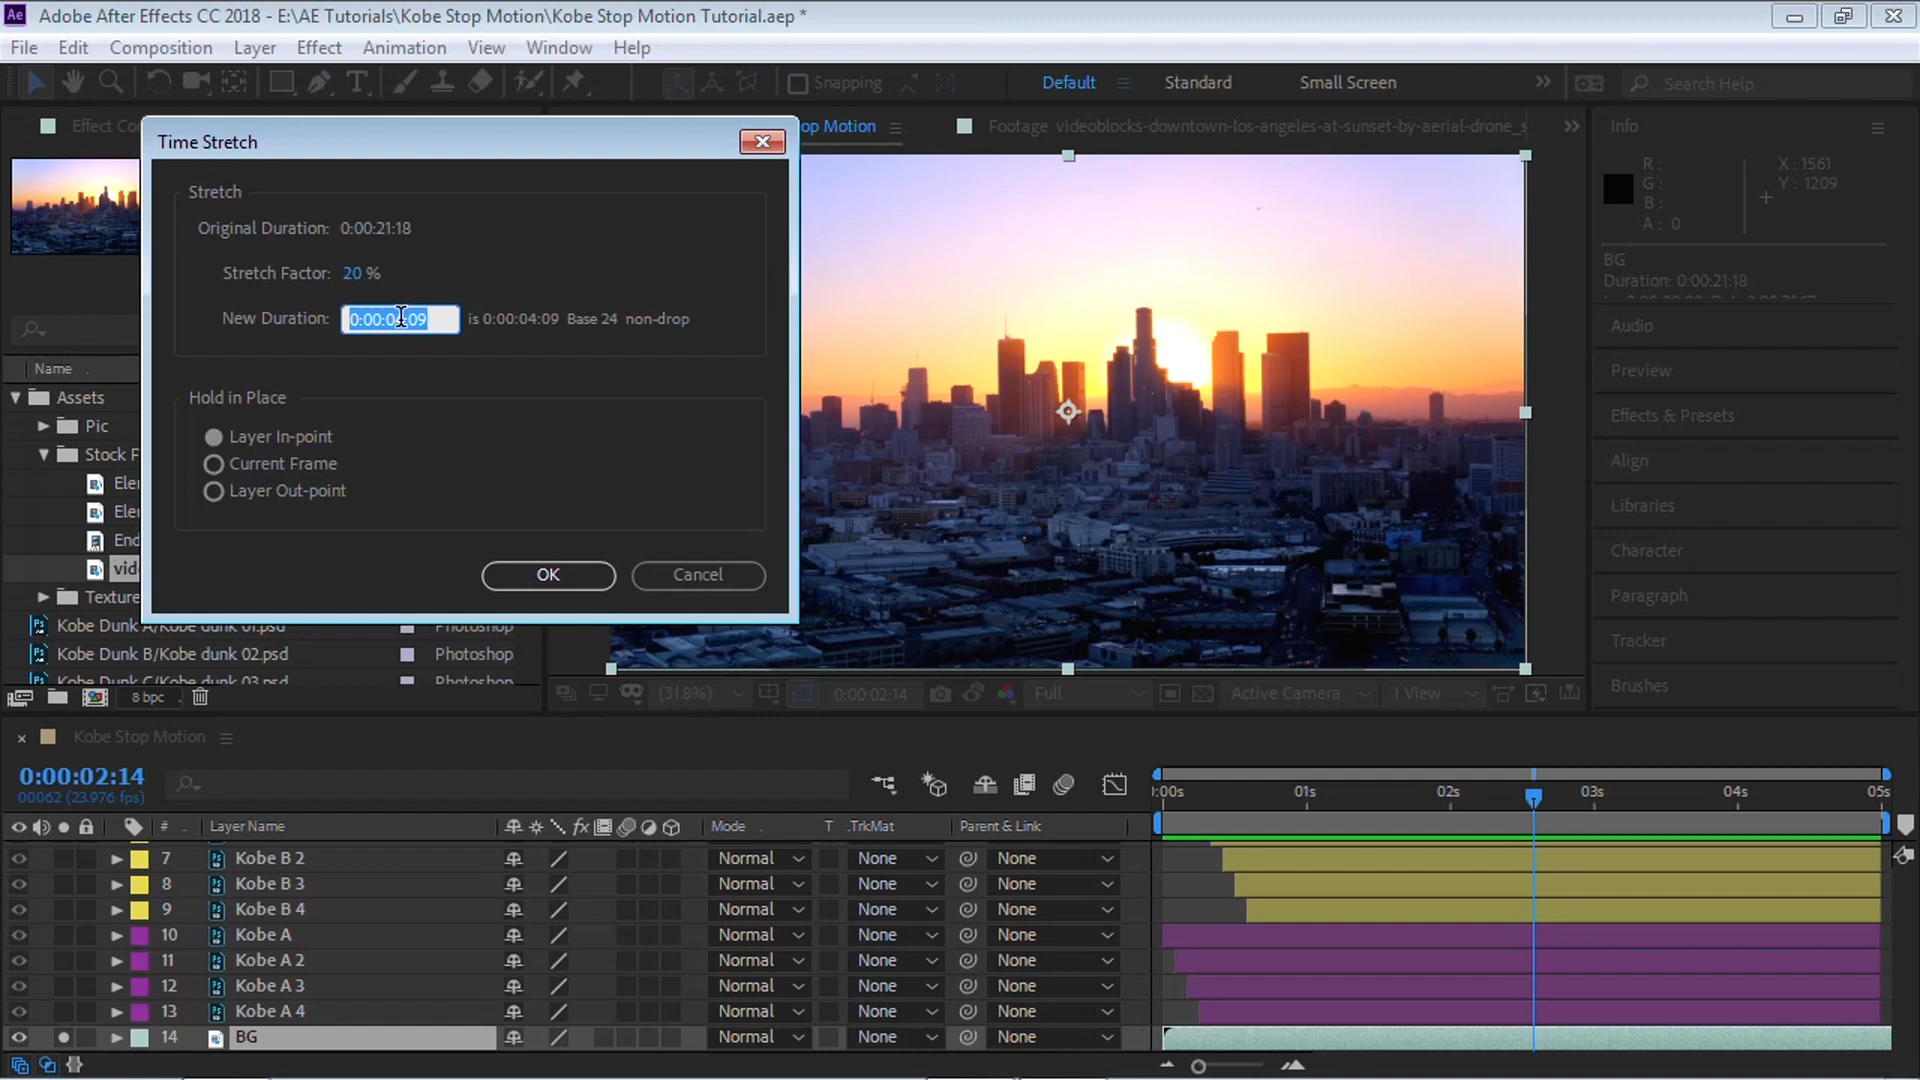 Ae Adobe After Effects CC 2018 - E:\AE Tutorials\Kobe Stop Motion\Kobe Stop Motion Tutorial.aep *
File Edit Composition Layer Effect Animation View Window Help
Snapping Default Standard Small Screen Search Help
Effect Co
op Motion
Footage videoblocks-downtown-los-angeles-at-sunset-by-aerial-drone_s
Time Stretch
Stretch
Original Duration: 0:00:21:18
Stretch Factor: 20 %
New Duration: 0:00:04:09 is 0:00:04:09 Base 24 non-drop
Hold in Place
Layer In-point
Current Frame
Layer Out-point
OK Cancel
Name
Assets
Pic
Stock F
Ele
Ele
End
vid
Texture
Kobe Dunk A/Kobe dunk 01.psd Photoshop
Kobe Dunk B/Kobe dunk 02.psd Photoshop
Kobe Dunk C/Kobe dunk 03.psd Photoshop
8 bpc
(31.8%) 0:00:02:14 Full Active Camera 1 View
Info
R :
G :
B :
A : 0
X : 1561
Y : 1209
BG
Duration: 0:00:21:18
Audio
Preview
Effects & Presets
Align
Libraries
Character
Paragraph
Tracker
Brushes
Kobe Stop Motion
0:00:02:14
00062 (23.976 fps)
:00s 01s 02s 03s 04s 05s
# Layer Name fx Mode T .TrkMat Parent & Link
7 Kobe B 2 Normal None None
8 Kobe B 3 Normal None None
9 Kobe B 4 Normal None None
10 Kobe A Normal None None
11 Kobe A 2 Normal None None
12 Kobe A 3 Normal None None
13 Kobe A 4 Normal None None
14 BG Normal None None